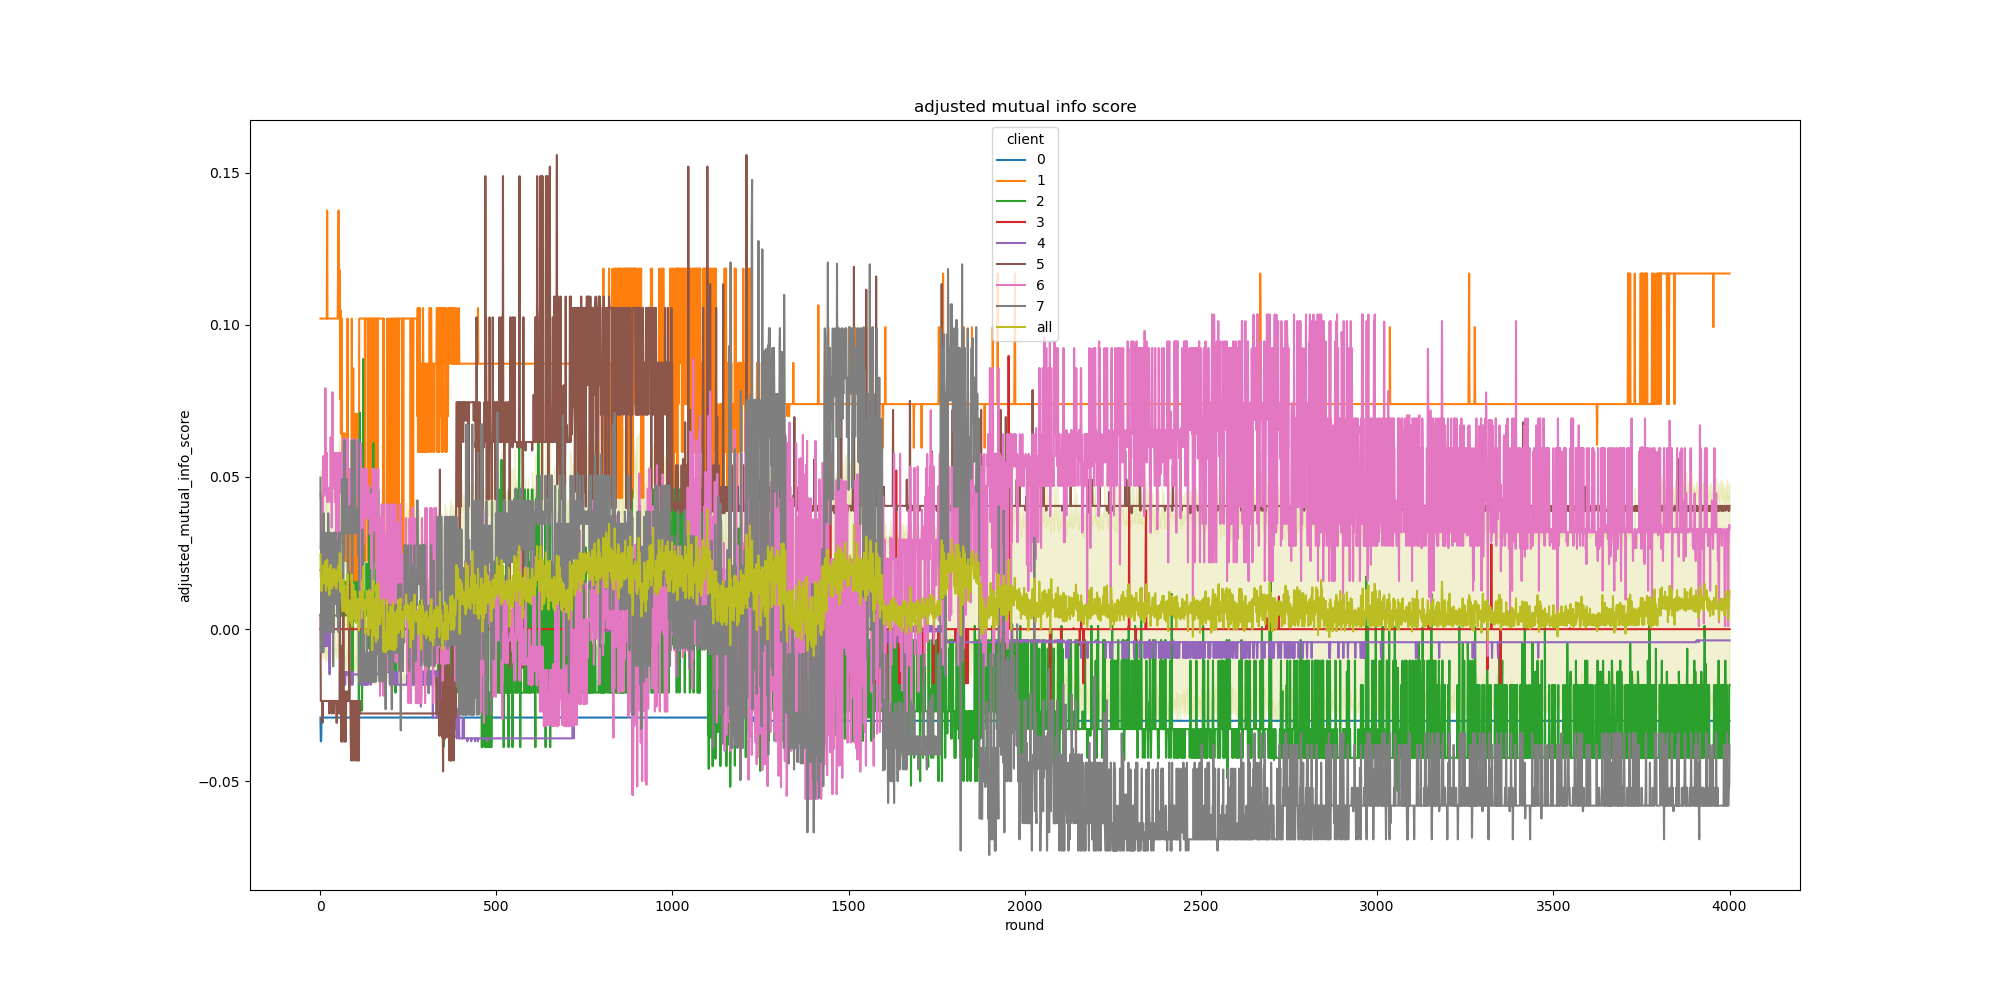 adjusted mutual info score
client
0
1
2
3
4
5
6
7
all
adjusted_mutual_info_score
0.15
0.10
0.05
0.00
−0.05
0 500 1000 1500 2000 2500 3000 3500 4000
round